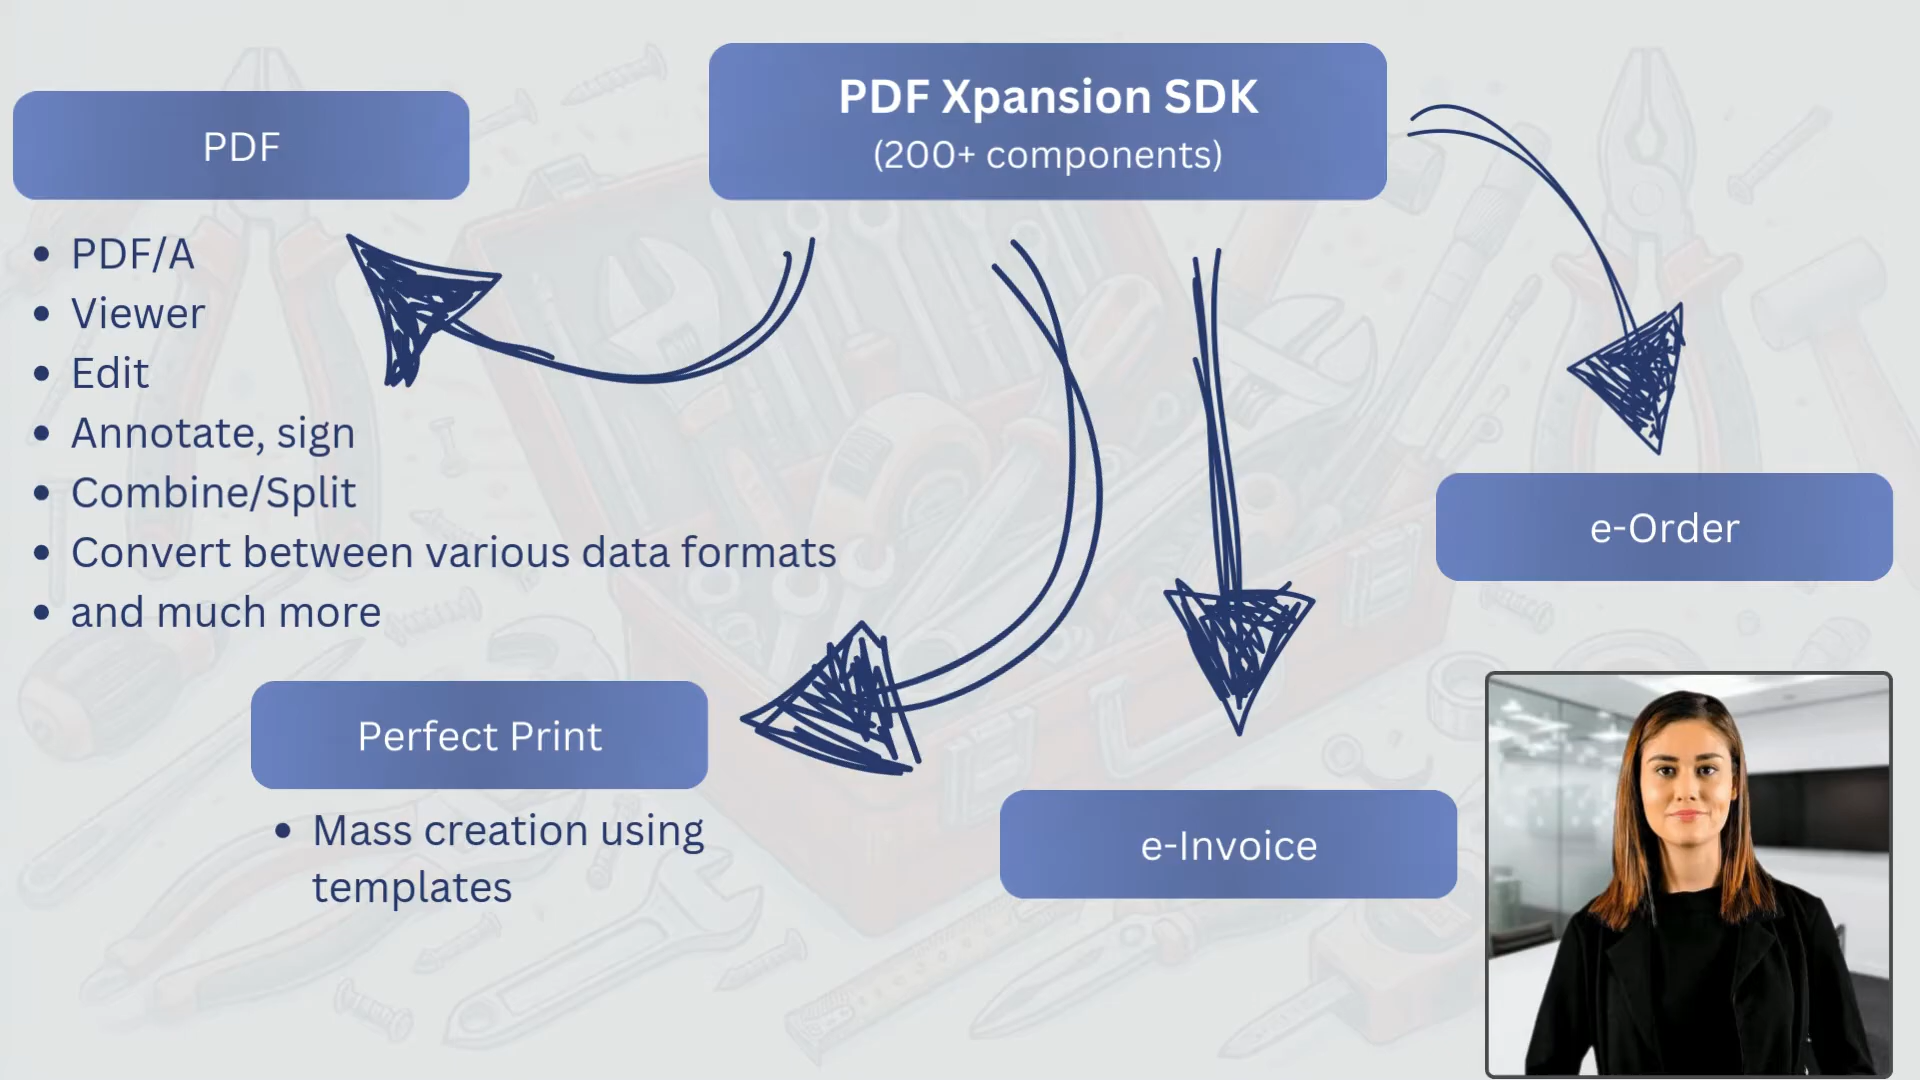 PDF Xpansion SDK
(200+ components)
PDF
• PDF/A
• Viewer
• Edit
• Annotate, sign
• Combine/Split
• Convert between various data formats
• and much more
Perfect Print
• Mass creation using
templates
e-Invoice
e-Order